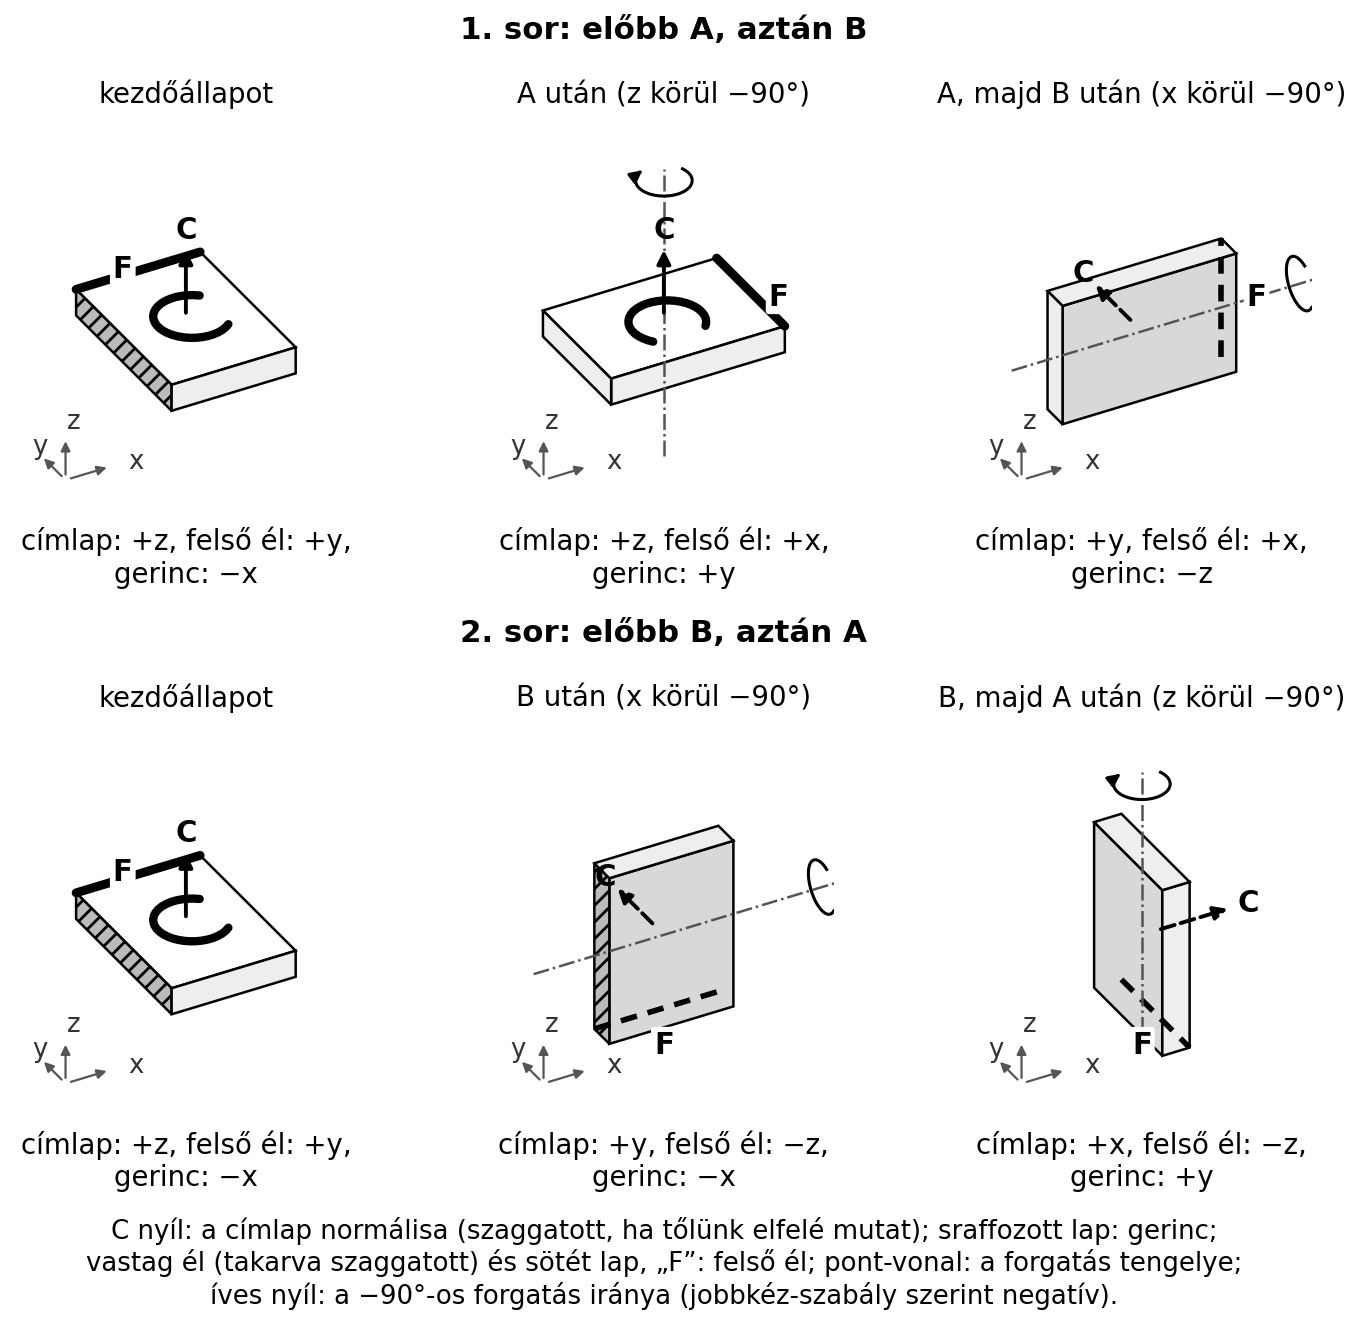 1. sor: előbb A, aztán B
kezdőállapot
A után (z körül −90°)
A, majd B után (x körül −90°)
C
F
z
y
x
C
F
z
y
x
C
F
z
y
x
címlap: +z, felső él: +y,
gerinc: −x
címlap: +z, felső él: +x,
gerinc: +y
címlap: +y, felső él: +x,
gerinc: −z
2. sor: előbb B, aztán A
kezdőállapot
B után (x körül −90°)
B, majd A után (z körül −90°)
C
F
z
y
x
C
F
z
y
x
C
F
z
y
x
címlap: +z, felső él: +y,
gerinc: −x
címlap: +y, felső él: −z,
gerinc: −x
címlap: +x, felső él: −z,
gerinc: +y
C nyíl: a címlap normálisa (szaggatott, ha tőlünk elfelé mutat); sraffozott lap: gerinc;
vastag él (takarva szaggatott) és sötét lap, „F”: felső él; pont-vonal: a forgatás tengelye;
íves nyíl: a −90°-os forgatás iránya (jobbkéz-szabály szerint negatív).